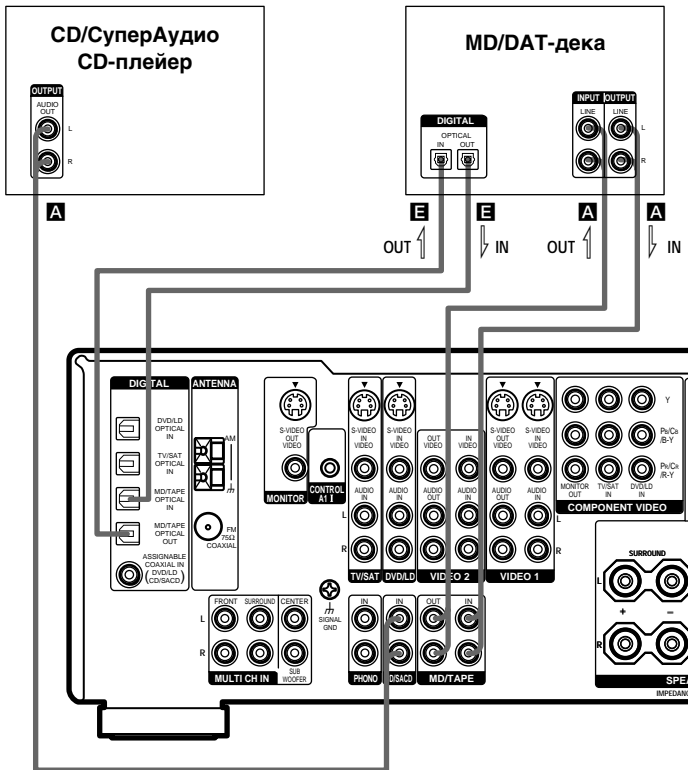 CD/СуперАудио
CD-плейер
OUTPUT
AUDIO
OUT
L
R
MD/DAT-дека
DIGITAL
OPTICAL
IN OUT
INPUT OUTPUT
LINE LINE
L
R
A
E
E
A
A
OUT
IN
OUT
IN
DIGITAL
DVD/LD
OPTICAL
IN
TV/SAT
OPTICAL
IN
MD/TAPE
OPTICAL
IN
MD/TAPE
OPTICAL
OUT
ASSIGNABLE
COAXIAL IN
( DVD/LD
CD/SACD )
ANTENNA
AM
FM
75Ω
COAXIAL
S-VIDEO
OUT
VIDEO
MONITOR
CONTROL
A1 II
S-VIDEO
IN
VIDEO
AUDIO
IN
L
R
TV/SAT
S-VIDEO
IN
VIDEO
AUDIO
IN
DVD/LD
OUT
VIDEO
IN
VIDEO
AUDIO
OUT
AUDIO
IN
VIDEO 2
S-VIDEO
OUT
VIDEO
S-VIDEO
IN
VIDEO
AUDIO
OUT
AUDIO
IN
L
R
VIDEO 1
Y
PB/CB
/B-Y
PR/CR
/R-Y
MONITOR
OUT
TV/SAT
IN
DVD/LD
IN
COMPONENT VIDEO
SURROUND
L
+ −
R
SPEA
IMPEDANC
FRONT SURROUND CENTER
L
R
SUB
WOOFER
MULTI CH IN
SIGNAL
GND
IN
PHONO
IN
CD/SACD
OUT IN
MD/TAPE